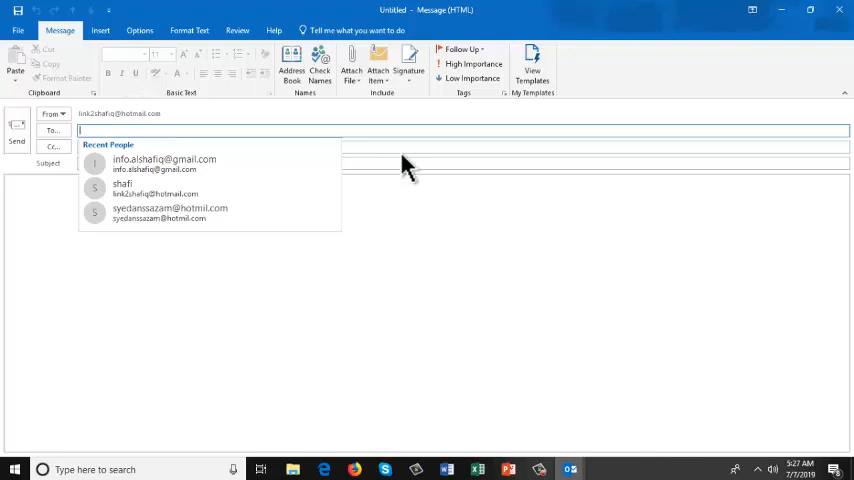 Untitled - Message (HTML)
File Message Insert Options Format Text Review Help Tell me what you want to do
Cut
Copy
Format Painter
Paste
Clipboard
11
B I U
Basic Text
Address Book
Check Names
Names
Attach File
Attach Item
Signature
Include
Follow Up
High Importance
Low Importance
Tags
View Templates
My Templates
From link2shafiq@hotmail.com
To...
Cc...
Subject
Send
Recent People
I info.alshafiq@gmail.com
info.alshafiq@gmail.com
S shafi
link2shafiq@hotmail.com
S syedanssazam@hotmil.com
syedanssazam@hotmil.com
Type here to search
5:27 AM
7/7/2019